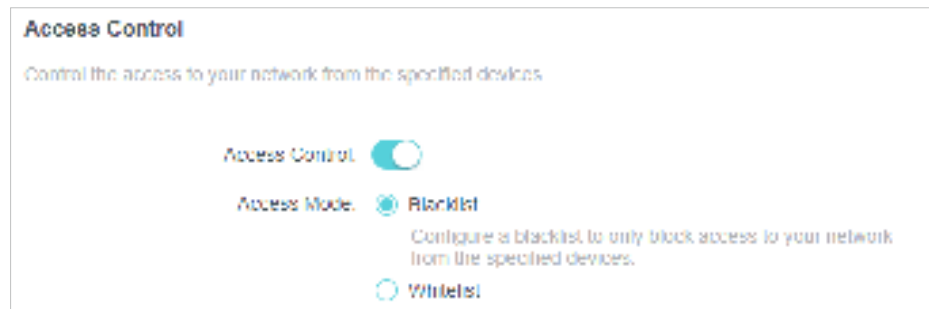 Access Control
Control the access to your network from the specified devices
Access Control:
Access Mode:
Blacklist
Configure a blacklist to only block access to your network
from the specified devices.
Whitelist